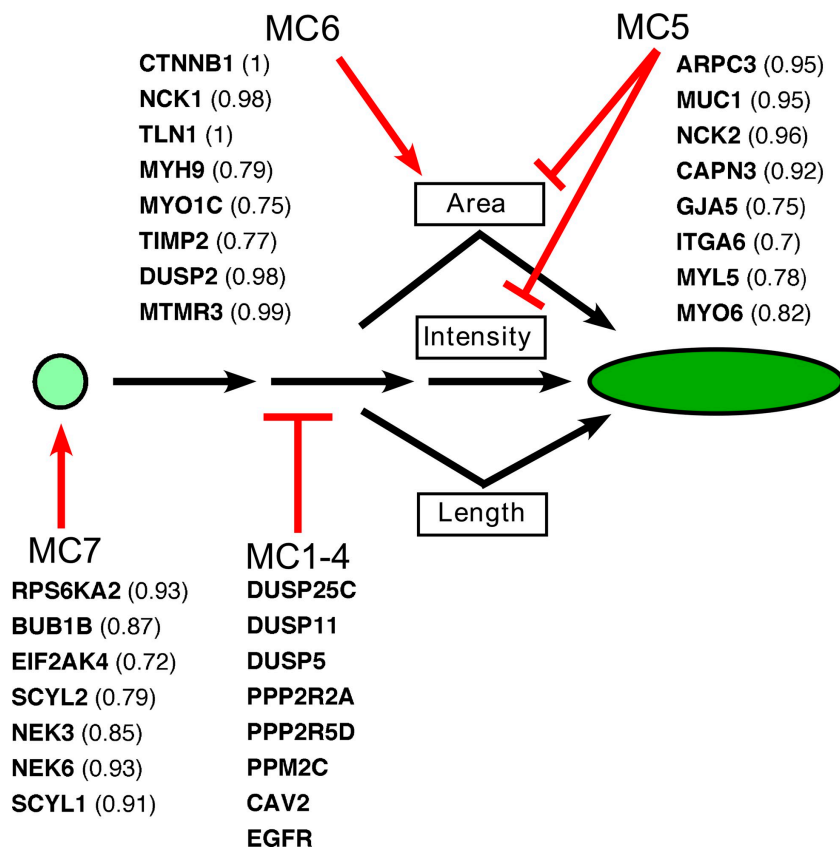 MC6
CTNNB1 (1)
NCK1 (0.98)
TLN1 (1)
MYH9 (0.79)
MYO1C (0.75)
TIMP2 (0.77)
DUSP2 (0.98)
MTMR3 (0.99)
MC5
ARPC3 (0.95)
MUC1 (0.95)
NCK2 (0.96)
CAPN3 (0.92)
GJA5 (0.75)
ITGA6 (0.7)
MYL5 (0.78)
MYO6 (0.82)
Area
Intensity
Length
MC7
RPS6KA2 (0.93)
BUB1B (0.87)
EIF2AK4 (0.72)
SCYL2 (0.79)
NEK3 (0.85)
NEK6 (0.93)
SCYL1 (0.91)
MC1-4
DUSP25C
DUSP11
DUSP5
PPP2R2A
PPP2R5D
PPM2C
CAV2
EGFR